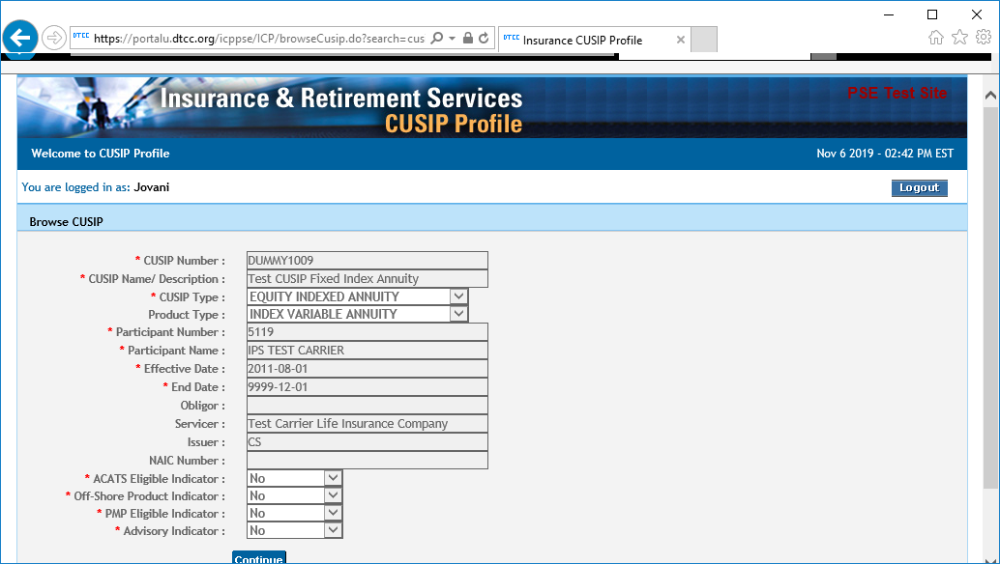 DTCC https://portalu.dtcc.org/icppse/ICP/browseCusip.do?search=cus DTCC Insurance CUSIP Profile
Insurance & Retirement Services
CUSIP Profile
PSE Test Site
Welcome to CUSIP Profile Nov 6 2019 - 02:42 PM EST
You are logged in as: Jovani Logout
Browse CUSIP
* CUSIP Number : DUMMY1009
* CUSIP Name/ Description : Test CUSIP Fixed Index Annuity
* CUSIP Type : EQUITY INDEXED ANNUITY
Product Type : INDEX VARIABLE ANNUITY
* Participant Number : 5119
* Participant Name : IPS TEST CARRIER
* Effective Date : 2011-08-01
* End Date : 9999-12-01
Obligor :
Servicer : Test Carrier Life Insurance Company
Issuer : CS
NAIC Number :
* ACATS Eligible Indicator : No
* Off-Shore Product Indicator : No
* PMP Eligible Indicator : No
* Advisory Indicator : No
Continue